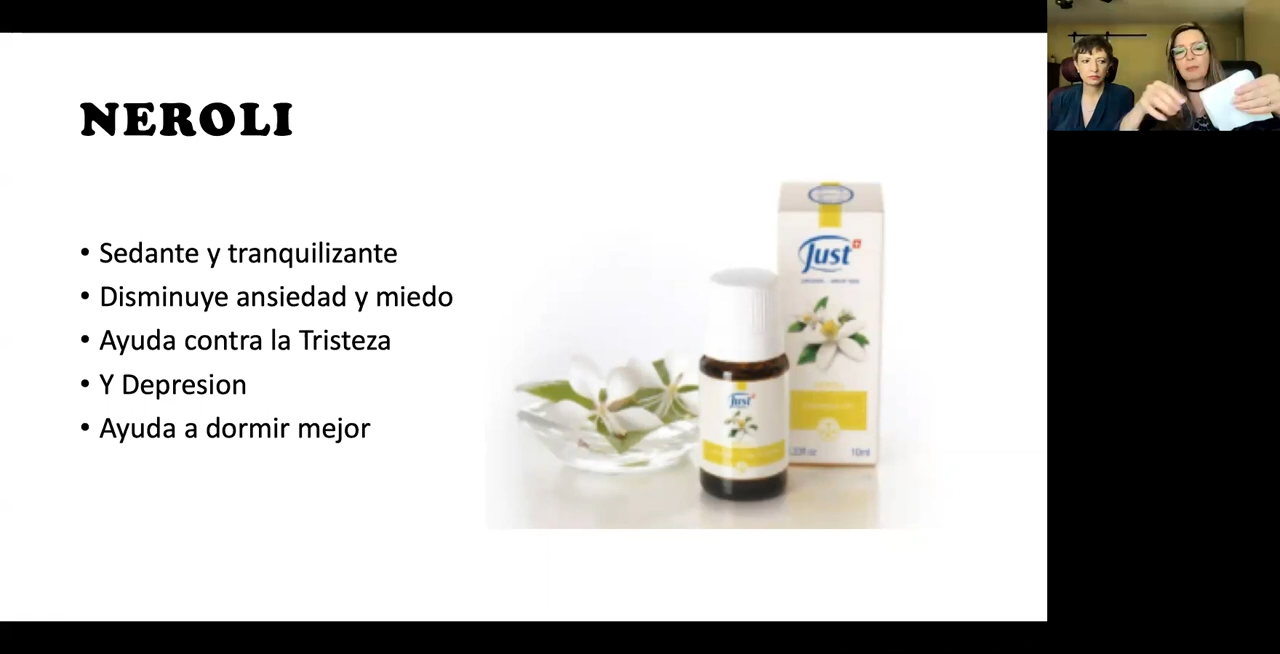 NEROLI
• Sedante y tranquilizante
• Disminuye ansiedad y miedo
• Ayuda contra la Tristeza
• Y Depresion
• Ayuda a dormir mejor
Just
Just
10ml